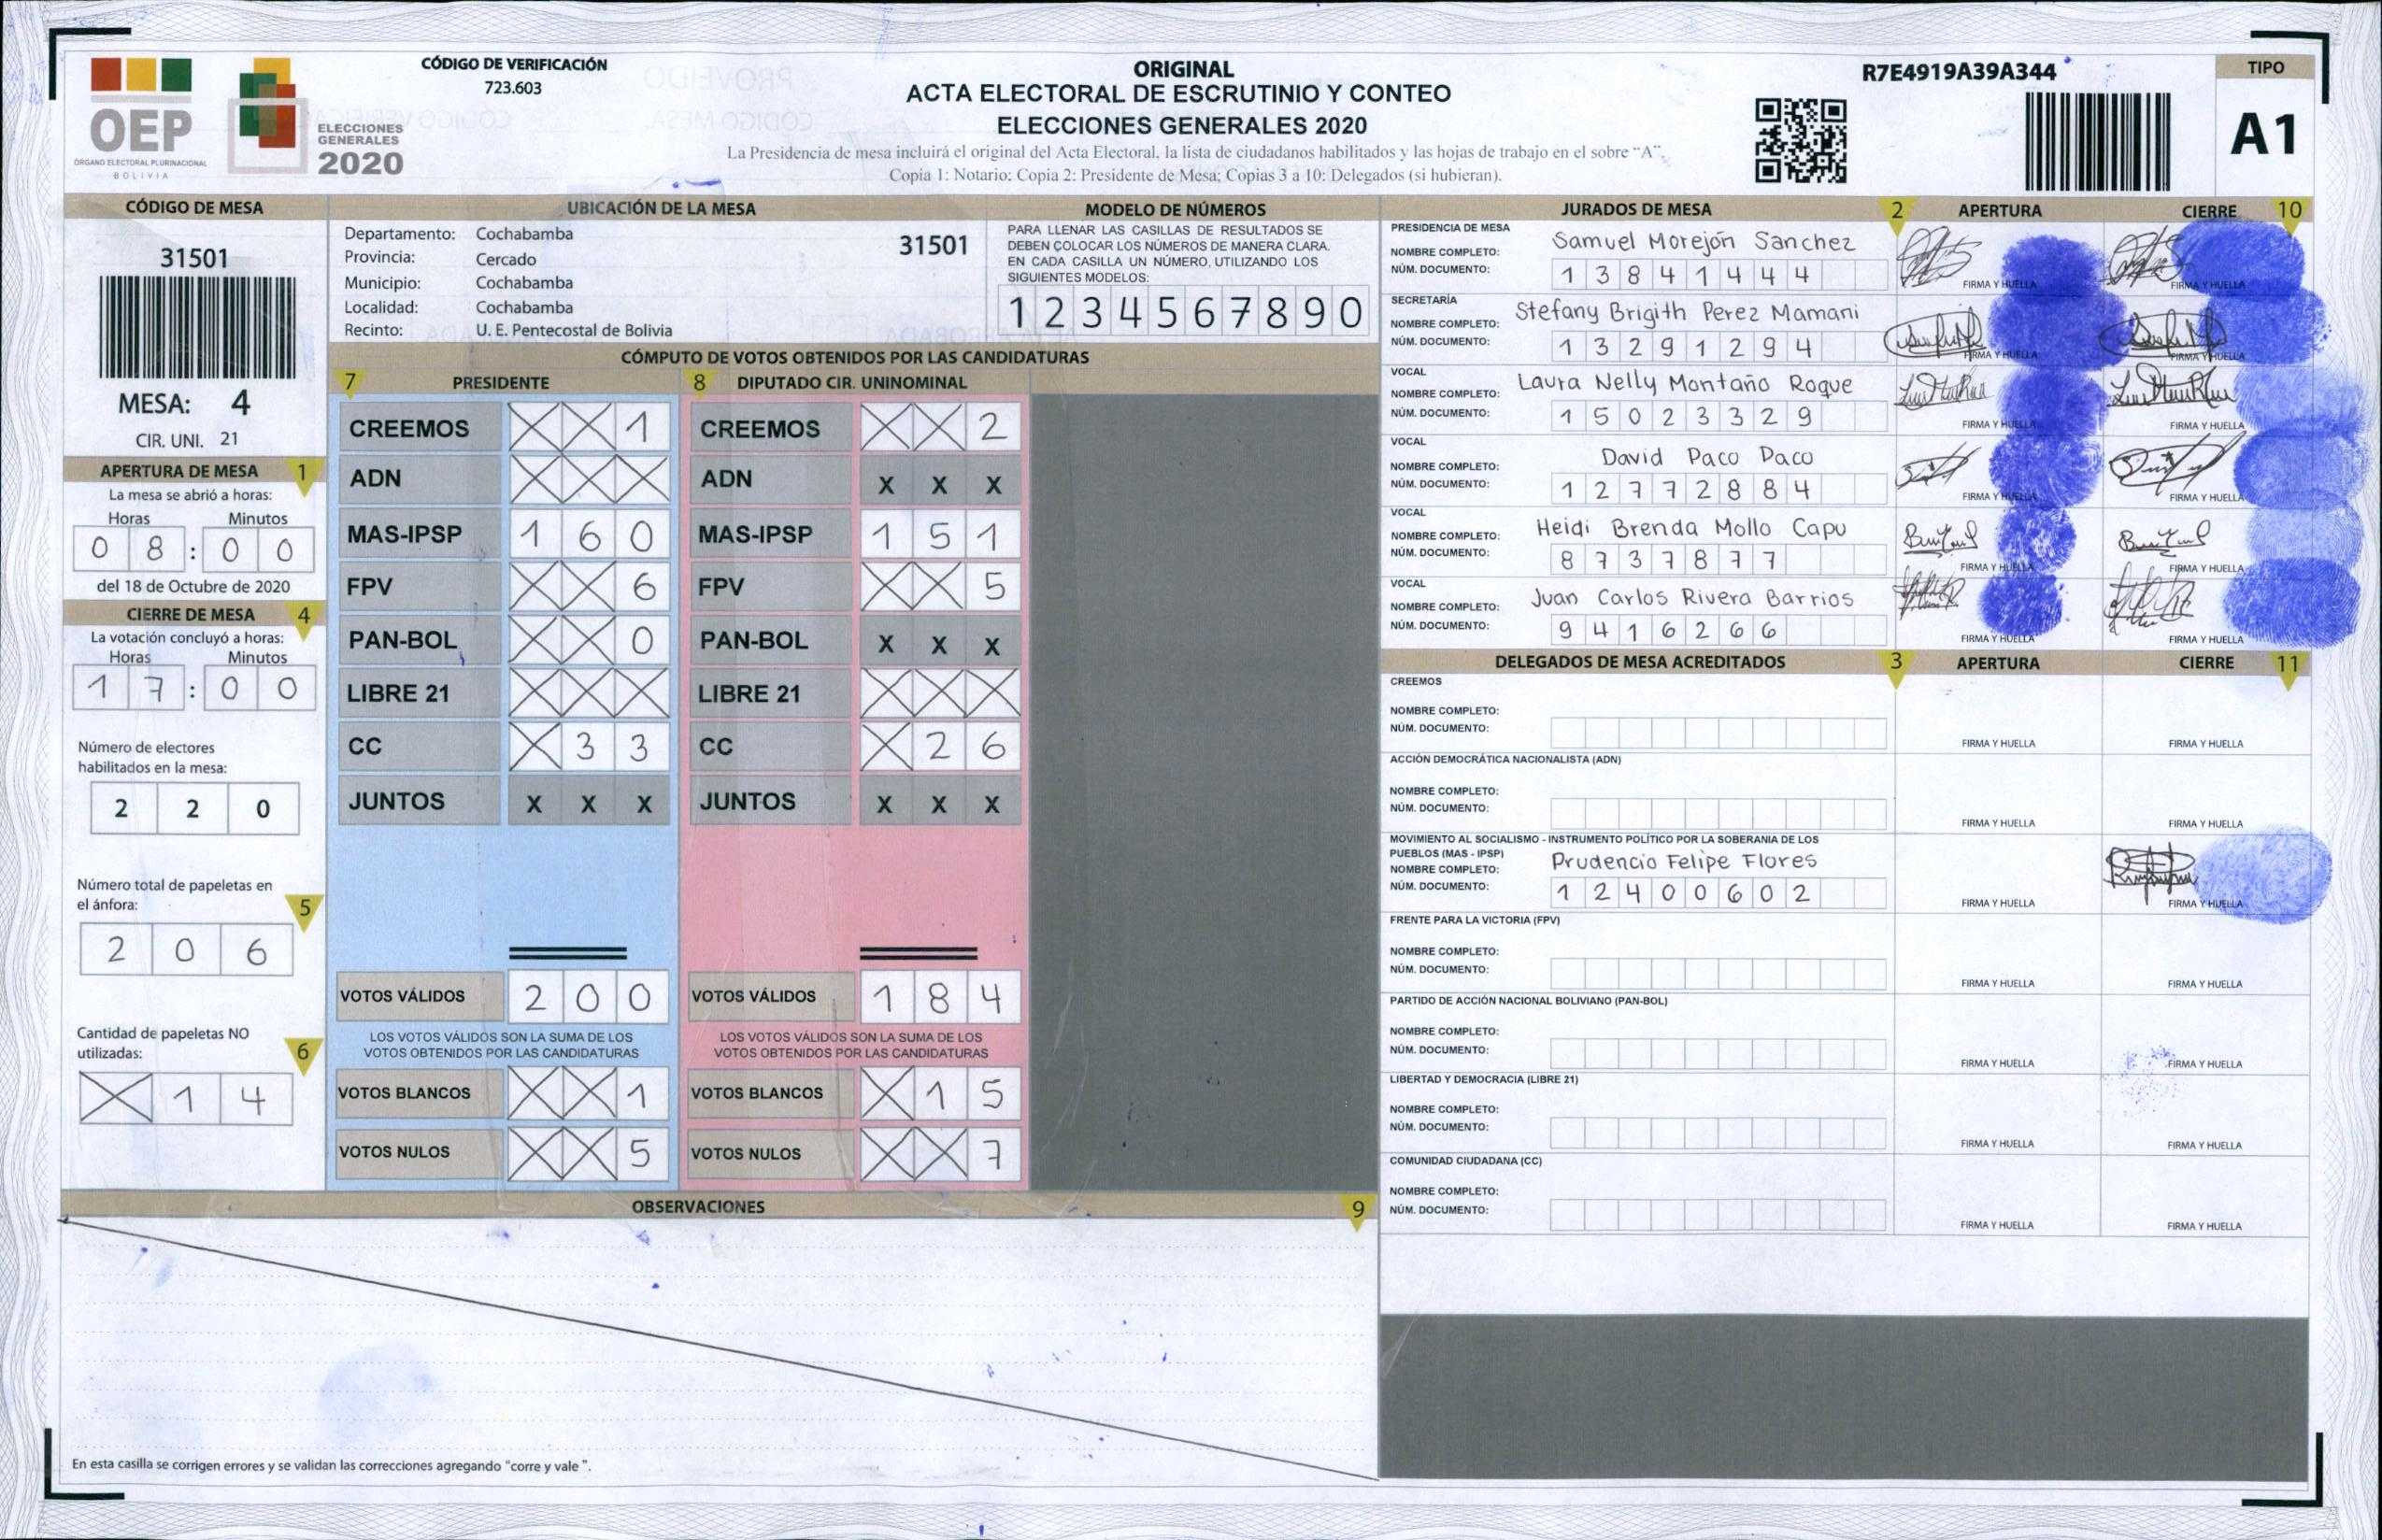 CÓDIGO DE VERIFICACIÓN
723.603
OEP
ÓRGANO ELECTORAL PLURINACIONAL
BOLIVIA
ELECCIONES
GENERALES
2020
ORIGINAL
ACTA ELECTORAL DE ESCRUTINIO Y CONTEO
ELECCIONES GENERALES 2020
La Presidencia de mesa incluirá el original del Acta Electoral, la lista de ciudadanos habilitados y las hojas de trabajo en el sobre "A".
Copia 1: Notario; Copia 2: Presidente de Mesa; Copias 3 a 10: Delegados (si hubieran).
R7E4919A39A344
TIPO
A1
CÓDIGO DE MESA
31501
MESA: 4
CIR. UNI. 21
APERTURA DE MESA 1
La mesa se abrió a horas:
Horas Minutos
0 8 : 0 0
del 18 de Octubre de 2020
CIERRE DE MESA 4
La votación concluyó a horas:
Horas Minutos
1 7 : 0 0
Número de electores
habilitados en la mesa:
2 2 0
Número total de papeletas en
el ánfora: 5
2 0 6
Cantidad de papeletas NO
utilizadas: 6
X 1 4
UBICACIÓN DE LA MESA
Departamento: Cochabamba
31501
Provincia: Cercado
Municipio: Cochabamba
Localidad: Cochabamba
Recinto: U. E. Pentecostal de Bolivia
MODELO DE NÚMEROS
PARA LLENAR LAS CASILLAS DE RESULTADOS SE
DEBEN COLOCAR LOS NÚMEROS DE MANERA CLARA.
EN CADA CASILLA UN NÚMERO, UTILIZANDO LOS
SIGUIENTES MODELOS:
1 2 3 4 5 6 7 8 9 0
CÓMPUTO DE VOTOS OBTENIDOS POR LAS CANDIDATURAS
7 PRESIDENTE 8 DIPUTADO CIR. UNINOMINAL
CREEMOS X X 1 CREEMOS X X 2
ADN X X X ADN X X X
MAS-IPSP 1 6 0 MAS-IPSP 1 5 1
FPV X X 6 FPV X X 5
PAN-BOL X X 0 PAN-BOL X X X
LIBRE 21 X X X LIBRE 21 X X X
CC X 3 3 CC X 2 6
JUNTOS X X X JUNTOS X X X
VOTOS VÁLIDOS 2 0 0 VOTOS VÁLIDOS 1 8 4
LOS VOTOS VÁLIDOS SON LA SUMA DE LOS LOS VOTOS VÁLIDOS SON LA SUMA DE LOS
VOTOS OBTENIDOS POR LAS CANDIDATURAS VOTOS OBTENIDOS POR LAS CANDIDATURAS
VOTOS BLANCOS X X 1 VOTOS BLANCOS X 1 5
VOTOS NULOS X X 5 VOTOS NULOS X X 7
OBSERVACIONES 9
En esta casilla se corrigen errores y se validan las correcciones agregando "corre y vale ".
JURADOS DE MESA 2 APERTURA CIERRE 10
PRESIDENCIA DE MESA
NOMBRE COMPLETO: Samuel Morejón Sanchez
NÚM. DOCUMENTO: 1 3 8 4 1 4 4 4
FIRMA Y HUELLA FIRMA Y HUELLA
SECRETARÍA
NOMBRE COMPLETO: Stefany Brigith Perez Mamani
NÚM. DOCUMENTO: 1 3 2 9 1 2 9 4
FIRMA Y HUELLA FIRMA Y HUELLA
VOCAL
NOMBRE COMPLETO: Laura Nelly Montaño Roque
NÚM. DOCUMENTO: 1 5 0 2 3 3 2 9
FIRMA Y HUELLA FIRMA Y HUELLA
VOCAL
NOMBRE COMPLETO: David Paco Paco
NÚM. DOCUMENTO: 1 2 7 7 2 8 8 4
FIRMA Y HUELLA FIRMA Y HUELLA
VOCAL
NOMBRE COMPLETO: Heidi Brenda Mollo Capu
NÚM. DOCUMENTO: 8 7 3 7 8 7 7
FIRMA Y HUELLA FIRMA Y HUELLA
VOCAL
NOMBRE COMPLETO: Juan Carlos Rivera Barrios
NÚM. DOCUMENTO: 9 4 1 6 2 6 6
FIRMA Y HUELLA FIRMA Y HUELLA
DELEGADOS DE MESA ACREDITADOS 3 APERTURA CIERRE 11
CREEMOS
NOMBRE COMPLETO:
NÚM. DOCUMENTO:
FIRMA Y HUELLA FIRMA Y HUELLA
ACCIÓN DEMOCRÁTICA NACIONALISTA (ADN)
NOMBRE COMPLETO:
NÚM. DOCUMENTO:
FIRMA Y HUELLA FIRMA Y HUELLA
MOVIMIENTO AL SOCIALISMO - INSTRUMENTO POLÍTICO POR LA SOBERANIA DE LOS
PUEBLOS (MAS - IPSP)
NOMBRE COMPLETO: Prudencio Felipe Flores
NÚM. DOCUMENTO: 1 2 4 0 0 6 0 2
FIRMA Y HUELLA FIRMA Y HUELLA
FRENTE PARA LA VICTORIA (FPV)
NOMBRE COMPLETO:
NÚM. DOCUMENTO:
FIRMA Y HUELLA FIRMA Y HUELLA
PARTIDO DE ACCIÓN NACIONAL BOLIVIANO (PAN-BOL)
NOMBRE COMPLETO:
NÚM. DOCUMENTO:
FIRMA Y HUELLA FIRMA Y HUELLA
LIBERTAD Y DEMOCRACIA (LIBRE 21)
NOMBRE COMPLETO:
NÚM. DOCUMENTO:
FIRMA Y HUELLA FIRMA Y HUELLA
COMUNIDAD CIUDADANA (CC)
NOMBRE COMPLETO:
NÚM. DOCUMENTO:
FIRMA Y HUELLA FIRMA Y HUELLA